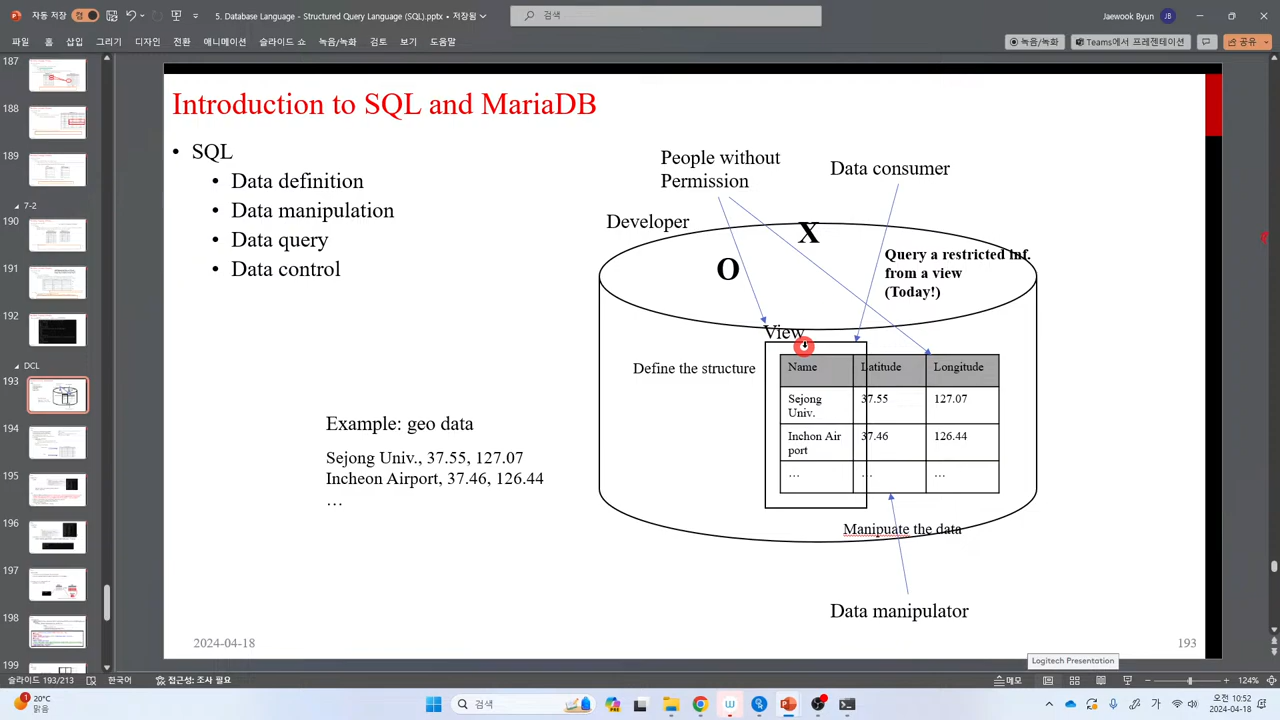 5. Database Language - Structured Query Language (SQL).pptx • 저장됨
검색
Jaewook Byun
JB
파일
홈
삽입
그리기
디자인
전환
애니메이션
슬라이드 쇼
녹음/녹화
검토
보기
도움말
녹음/녹화
Teams에서 프레젠테이션
공유
187
188
189
7-2
190
191
192
DCL
193
194
195
196
197
198
199
Introduction to SQL and MariaDB
• SQL
• Data definition
• Data manipulation
• Data query
• Data control
Example: geo data
Sejong Univ., 37.55, 127.07
Incheon Airport, 37.46, 126.44
…
People without
Permission
Data consumer
Developer
X
O
Query a restricted inf.
from a view
(Today!)
View
Define the structure
Name Latitude Longitude
Sejong Univ. 37.55 127.07
Inchon Air port 37.46 126.44
… … …
Manipuate the data
Data manipulator
2024-04-18
193
Logitech Presentation
슬라이드 193/213
한국어
접근성: 조사 필요
메모
124%
1
20°C
맑음
검색
오전 10:52
2024-04-18